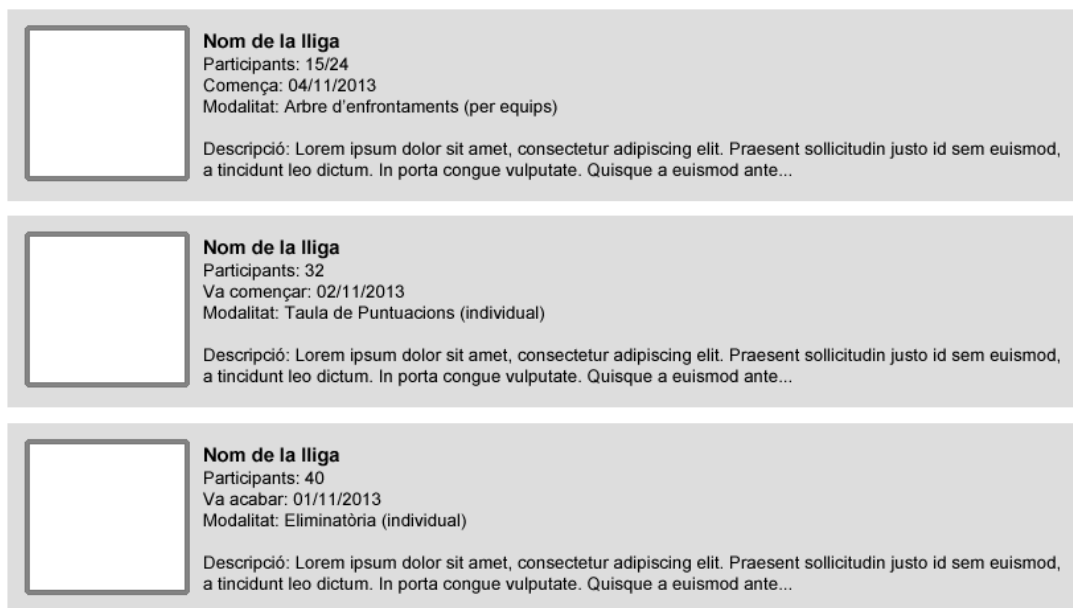 Nom de la lliga
Participants: 15/24
Comença: 04/11/2013
Modalitat: Arbre d'enfrontaments (per equips)
Descripció: Lorem ipsum dolor sit amet, consectetur adipiscing elit. Praesent sollicitudin justo id sem euismod,
a tincidunt leo dictum. In porta congue vulputate. Quisque a euismod ante...
Nom de la lliga
Participants: 32
Va començar: 02/11/2013
Modalitat: Taula de Puntuacions (individual)
Descripció: Lorem ipsum dolor sit amet, consectetur adipiscing elit. Praesent sollicitudin justo id sem euismod,
a tincidunt leo dictum. In porta congue vulputate. Quisque a euismod ante...
Nom de la lliga
Participants: 40
Va acabar: 01/11/2013
Modalitat: Eliminatòria (individual)
Descripció: Lorem ipsum dolor sit amet, consectetur adipiscing elit. Praesent sollicitudin justo id sem euismod,
a tincidunt leo dictum. In porta congue vulputate. Quisque a euismod ante...